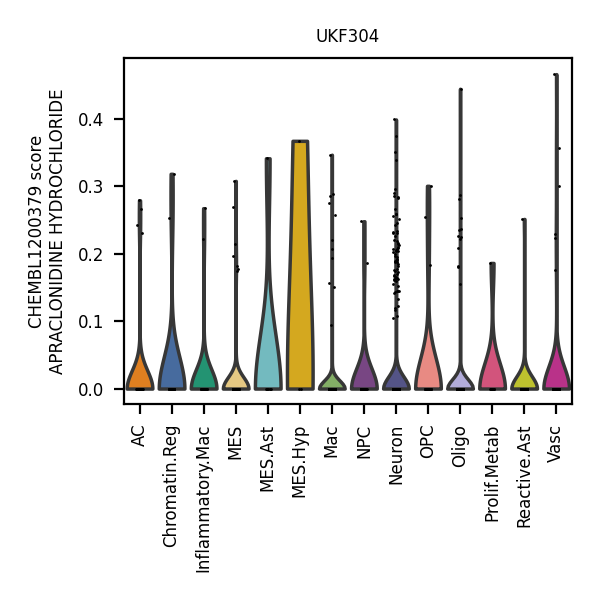 UKF304
CHEMBL1200379 score
APRACLONIDINE HYDROCHLORIDE
0.4
0.3
0.2
0.1
0.0
AC
Chromatin.Reg
Inflammatory.Mac
MES
MES.Ast
MES.Hyp
Mac
NPC
Neuron
OPC
Oligo
Prolif.Metab
Reactive.Ast
Vasc